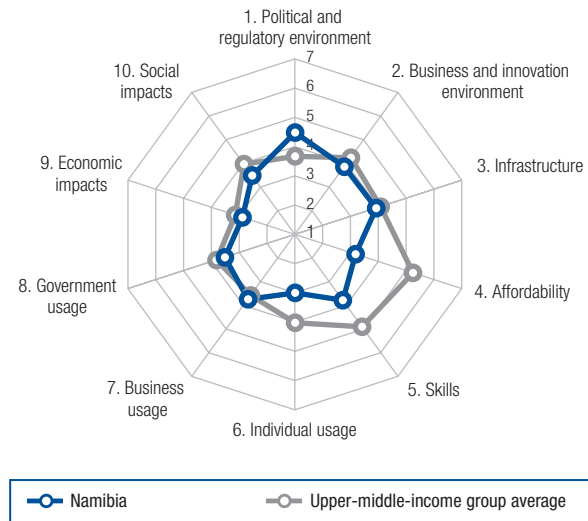 1. Political and
regulatory environment
7
6
5
4
3
2
1
2. Business and innovation
environment
3. Infrastructure
4. Affordability
5. Skills
6. Individual usage
7. Business
usage
8. Government
usage
9. Economic
impacts
10. Social
impacts
Namibia
Upper-middle-income group average